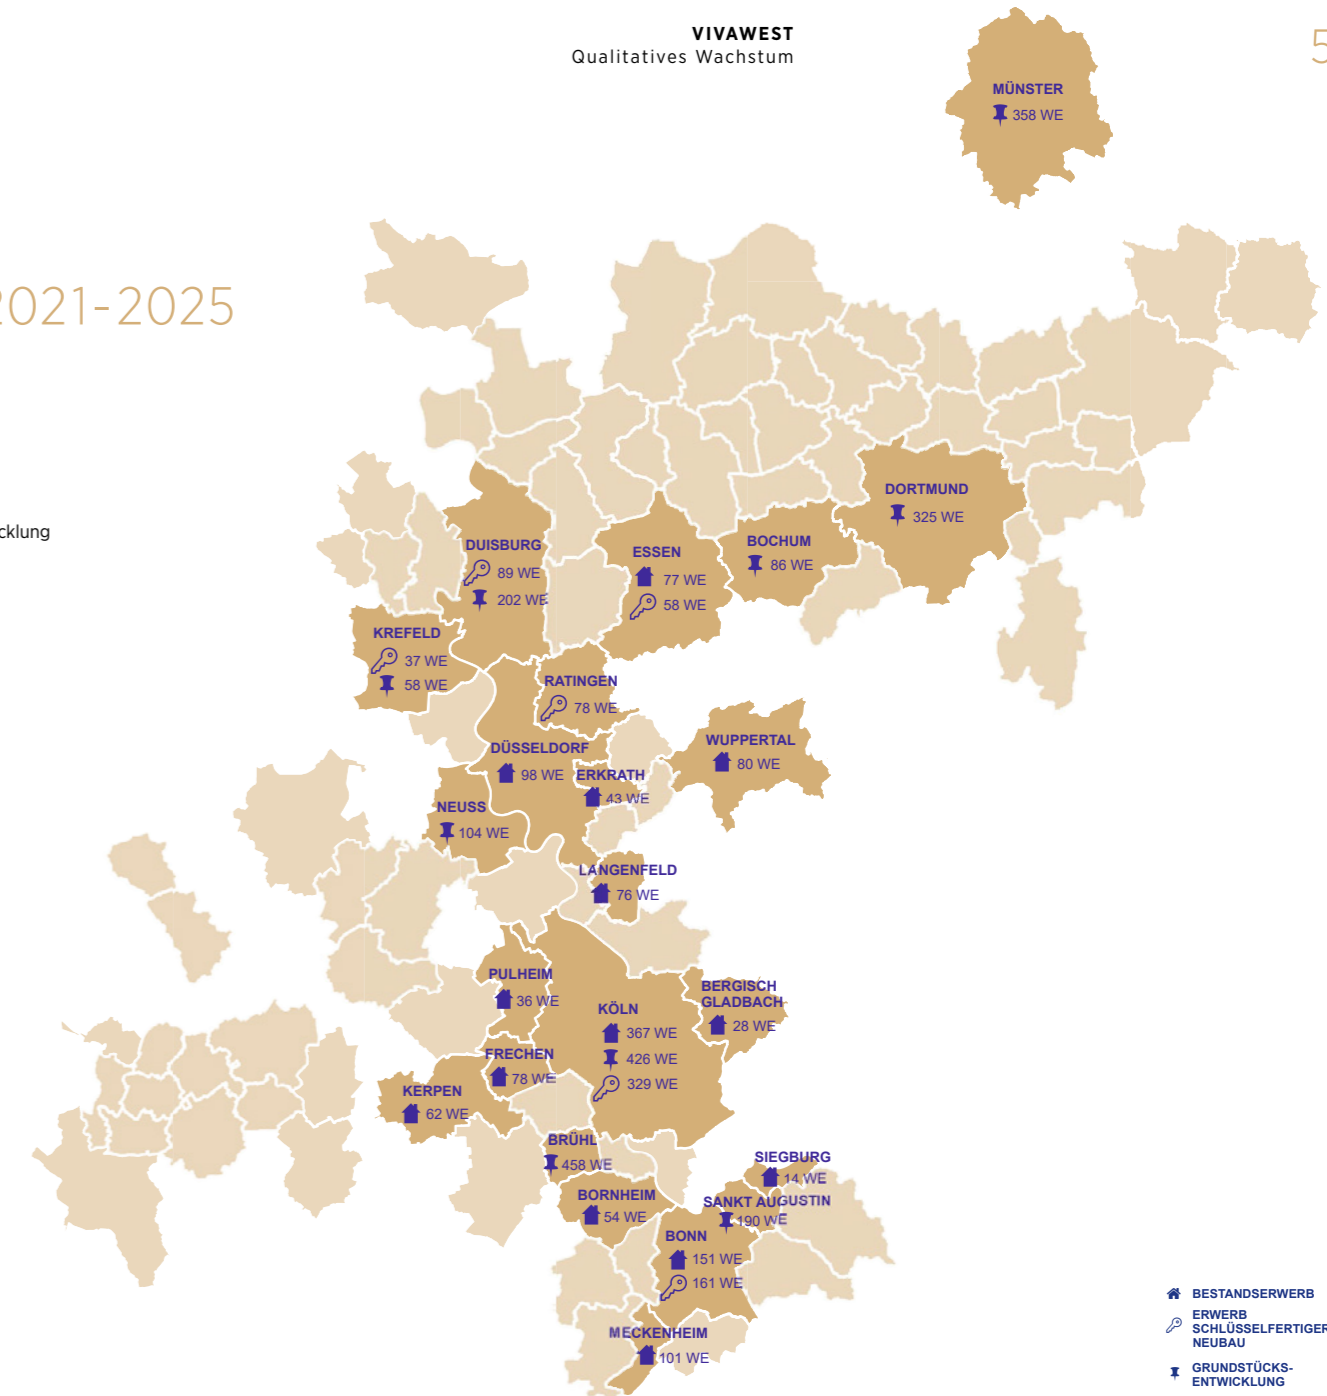 VIVAWEST
Qualitatives Wachstum
5
MÜNSTER
358 WE
2021-2025
cklung
DORTMUND
325 WE
DUISBURG
89 WE
202 WE
ESSEN
77 WE
58 WE
BOCHUM
86 WE
KREFELD
37 WE
58 WE
RATINGEN
78 WE
DÜSSELDORF
98 WE
ERKRATH
43 WE
WUPPERTAL
80 WE
NEUSS
104 WE
LANGENFELD
76 WE
PULHEIM
36 WE
KÖLN
367 WE
426 WE
329 WE
BERGISCH
GLADBACH
28 WE
FRECHEN
78 WE
KERPEN
62 WE
BRÜHL
458 WE
SIEGBURG
14 WE
BORNHEIM
54 WE
SANKT AUGUSTIN
190 WE
BONN
151 WE
161 WE
MECKENHEIM
101 WE
BESTANDSERWERB
ERWERB
SCHLÜSSELFERTIGER
NEUBAU
GRUNDSTÜCKS-
ENTWICKLUNG